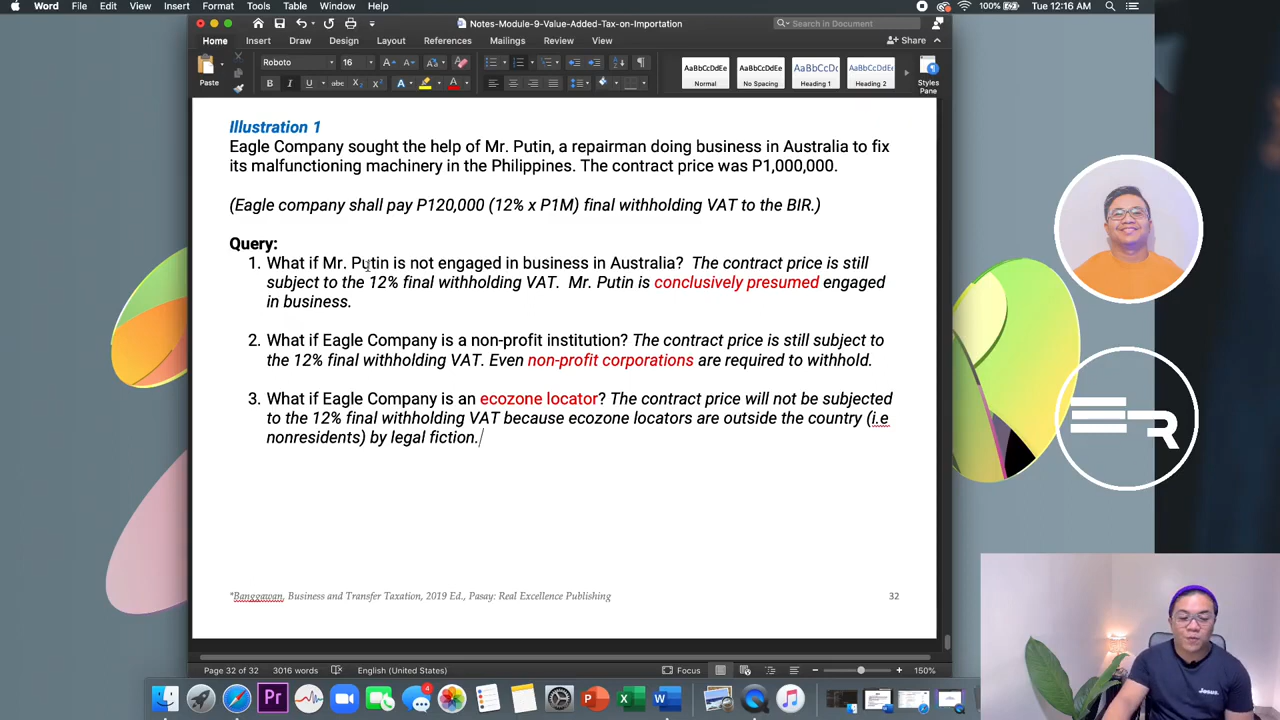 Word File Edit View Insert Format Tools Table Window Help 100% Tue 12:16 AM
Notes-Module-9-Value-Added-Tax-on-Importation
Search in Document
Home Insert Draw Design Layout References Mailings Review View
Share
Roboto 16
Paste
AaBbCcDdEe AaBbCcDdEe AaBbCcDc AaBbCcDdEe
Normal No Spacing Heading 1 Heading 2
Styles
Pane
Illustration 1
Eagle Company sought the help of Mr. Putin, a repairman doing business in Australia to fix
its malfunctioning machinery in the Philippines. The contract price was P1,000,000.
(Eagle company shall pay P120,000 (12% x P1M) final withholding VAT to the BIR.)
Query:
1. What if Mr. Putin is not engaged in business in Australia? The contract price is still
subject to the 12% final withholding VAT. Mr. Putin is conclusively presumed engaged
in business.
2. What if Eagle Company is a non-profit institution? The contract price is still subject to
the 12% final withholding VAT. Even non-profit corporations are required to withhold.
3. What if Eagle Company is an ecozone locator? The contract price will not be subjected
to the 12% final withholding VAT because ecozone locators are outside the country (i.e
nonresidents) by legal fiction.
*Banggawan, Business and Transfer Taxation, 2019 Ed., Pasay: Real Excellence Publishing 32
Page 32 of 32 3016 words English (United States) Focus 150%
ER
Jesus.